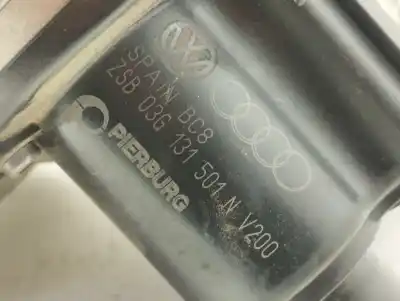 SPAIN BC8
ZSB 03G 131 501 N V200
PIERBURG